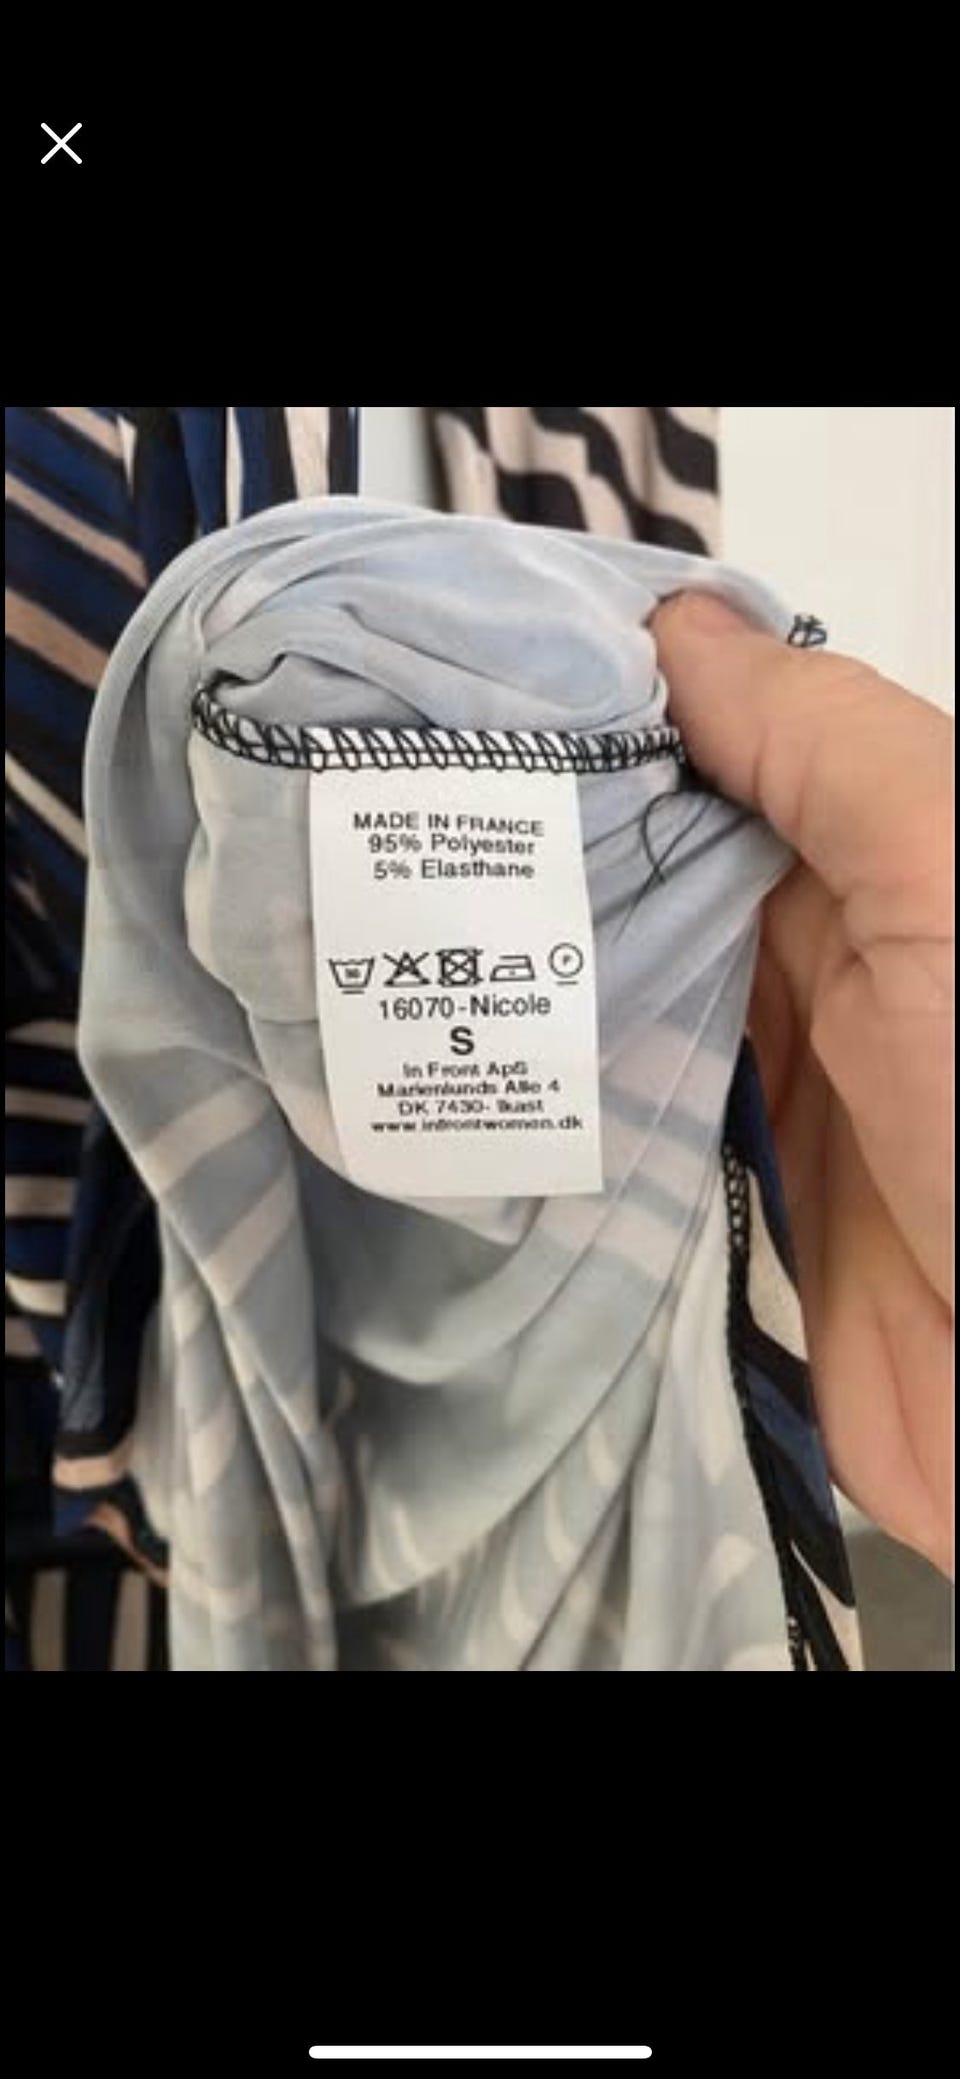 MADE IN FRANCE
95% Polyester
5% Elasthane
30 P
16070-Nicole
S
In Front ApS
Marienlunds Alle 4
DK 7430- Ikast
www.infrontwomen.dk